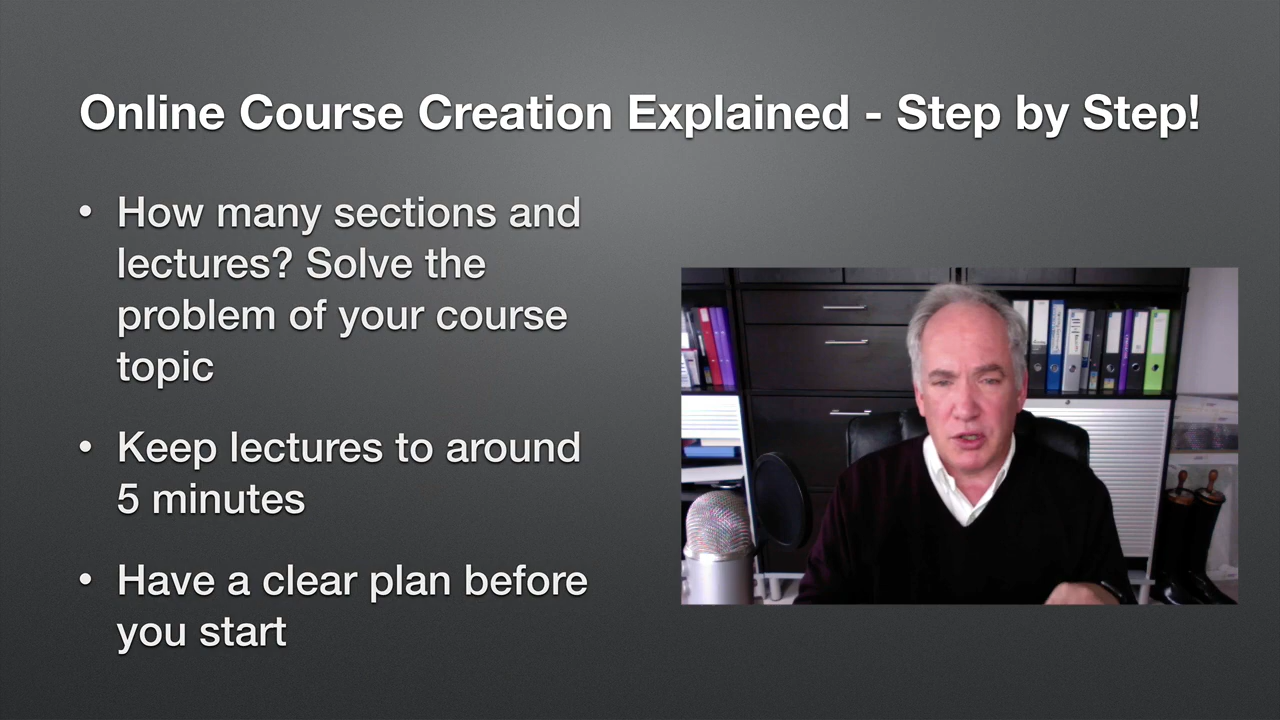 Online Course Creation Explained - Step by Step!
• How many sections and
lectures? Solve the
problem of your course
topic
• Keep lectures to around
5 minutes
• Have a clear plan before
you start